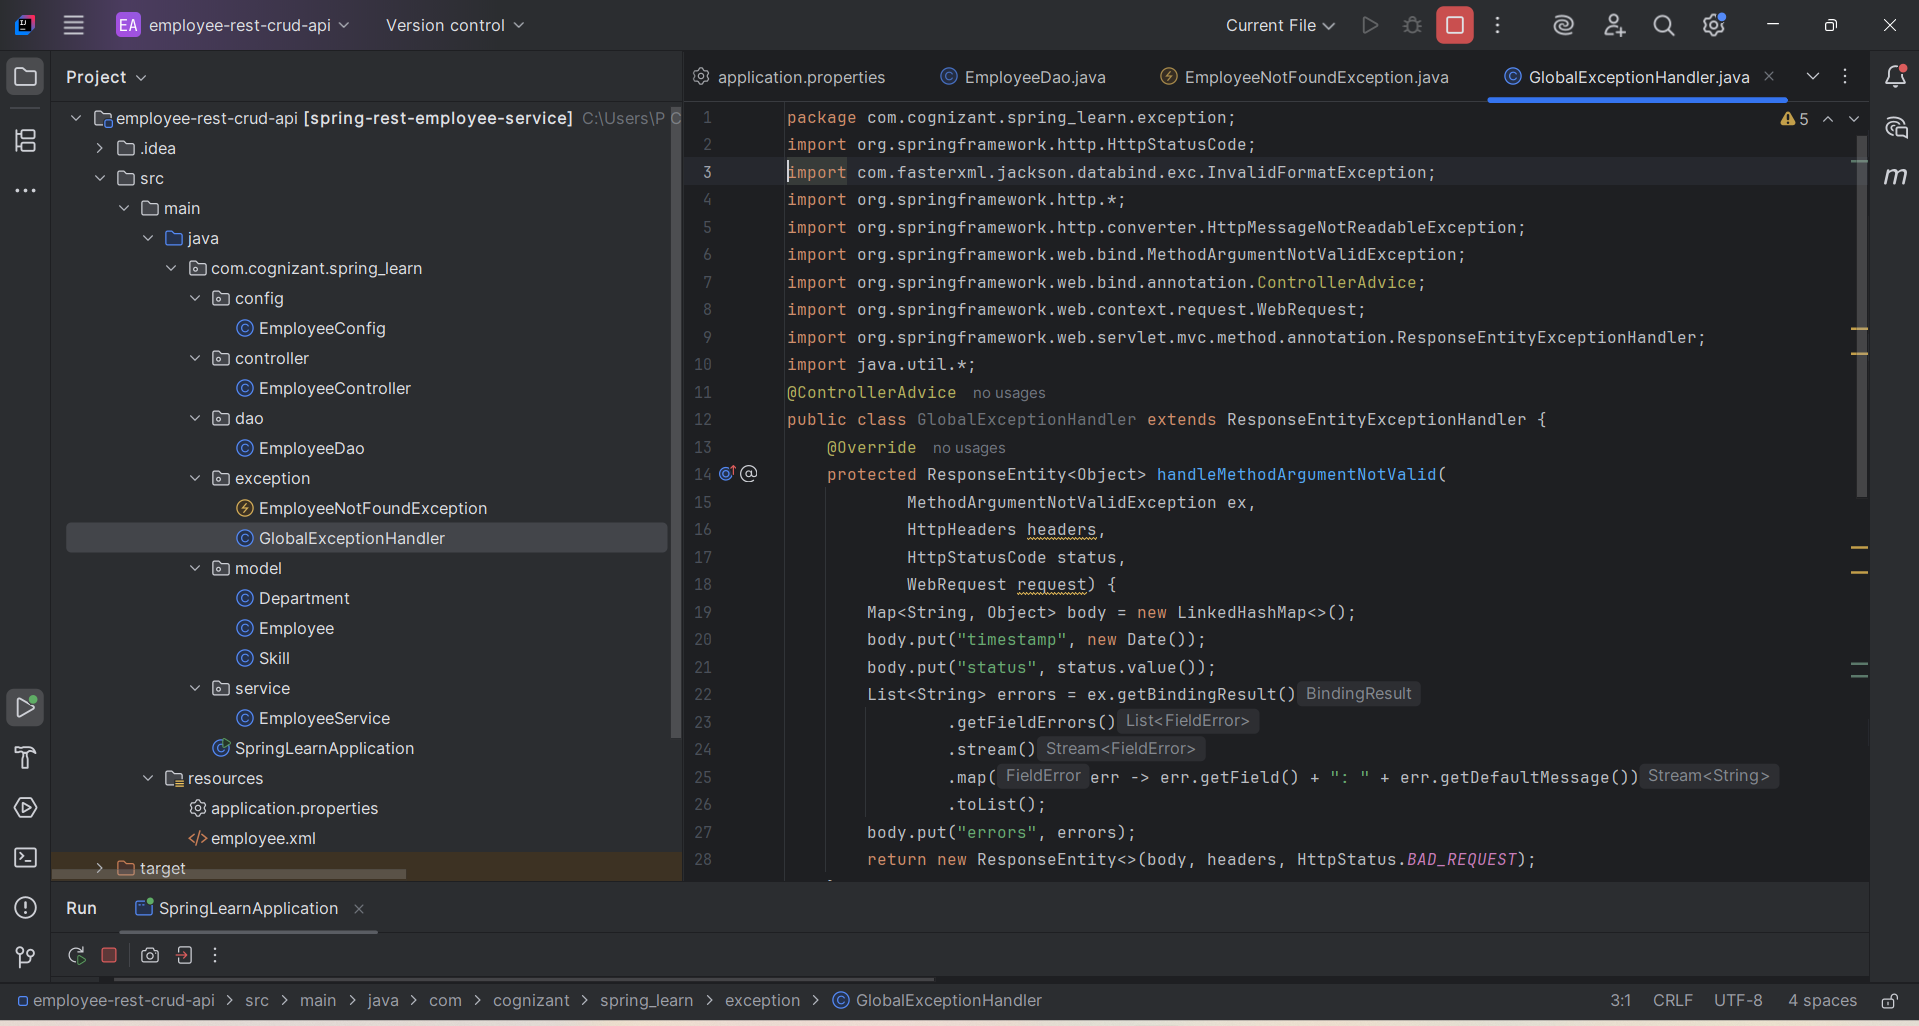 EA employee-rest-crud-api Version control Current File
Project
application.properties EmployeeDao.java EmployeeNotFoundException.java GlobalExceptionHandler.java
employee-rest-crud-api [spring-rest-employee-service] C:\Users\P C
.idea
src
main
java
com.cognizant.spring_learn
config
EmployeeConfig
controller
EmployeeController
dao
EmployeeDao
exception
EmployeeNotFoundException
GlobalExceptionHandler
model
Department
Employee
Skill
service
EmployeeService
SpringLearnApplication
resources
application.properties
employee.xml
target
5
1 package com.cognizant.spring_learn.exception;
2 import org.springframework.http.HttpStatusCode;
3 import com.fasterxml.jackson.databind.exc.InvalidFormatException;
4 import org.springframework.http.*;
5 import org.springframework.http.converter.HttpMessageNotReadableException;
6 import org.springframework.web.bind.MethodArgumentNotValidException;
7 import org.springframework.web.bind.annotation.ControllerAdvice;
8 import org.springframework.web.context.request.WebRequest;
9 import org.springframework.web.servlet.mvc.method.annotation.ResponseEntityExceptionHandler;
10 import java.util.*;
11 @ControllerAdvice no usages
12 public class GlobalExceptionHandler extends ResponseEntityExceptionHandler {
13 @Override no usages
14 protected ResponseEntity<Object> handleMethodArgumentNotValid(
15 MethodArgumentNotValidException ex,
16 HttpHeaders headers,
17 HttpStatusCode status,
18 WebRequest request) {
19 Map<String, Object> body = new LinkedHashMap<>();
20 body.put("timestamp", new Date());
21 body.put("status", status.value());
22 List<String> errors = ex.getBindingResult() BindingResult
23 .getFieldErrors() List<FieldError>
24 .stream() Stream<FieldError>
25 .map( FieldError err -> err.getField() + ": " + err.getDefaultMessage()) Stream<String>
26 .toList();
27 body.put("errors", errors);
28 return new ResponseEntity<>(body, headers, HttpStatus.BAD_REQUEST);
m
Run SpringLearnApplication
employee-rest-crud-api > src > main > java > com > cognizant > spring_learn > exception > GlobalExceptionHandler 3:1 CRLF UTF-8 4 spaces